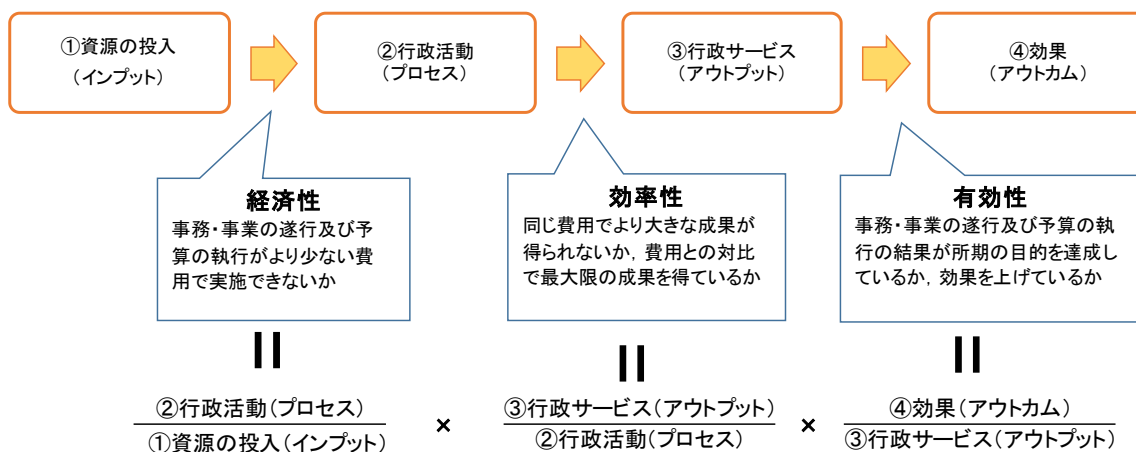 ①資源の投入
（インプット）
②行政活動
（プロセス）
③行政サービス
（アウトプット）
④効果
（アウトカム）
経済性
事務・事業の遂行及び予
算の執行がより少ない費
用で実施できないか
効率性
同じ費用でより大きな成果が
得られないか，費用との対比
で最大限の成果を得ているか
有効性
事務・事業の遂行及び予算の執
行の結果が所期の目的を達成し
ているか，効果を上げているか
②行政活動（プロセス）
①資源の投入（インプット）
×
③行政サービス（アウトプット）
②行政活動（プロセス）
×
④効果（アウトカム）
③行政サービス（アウトプット）